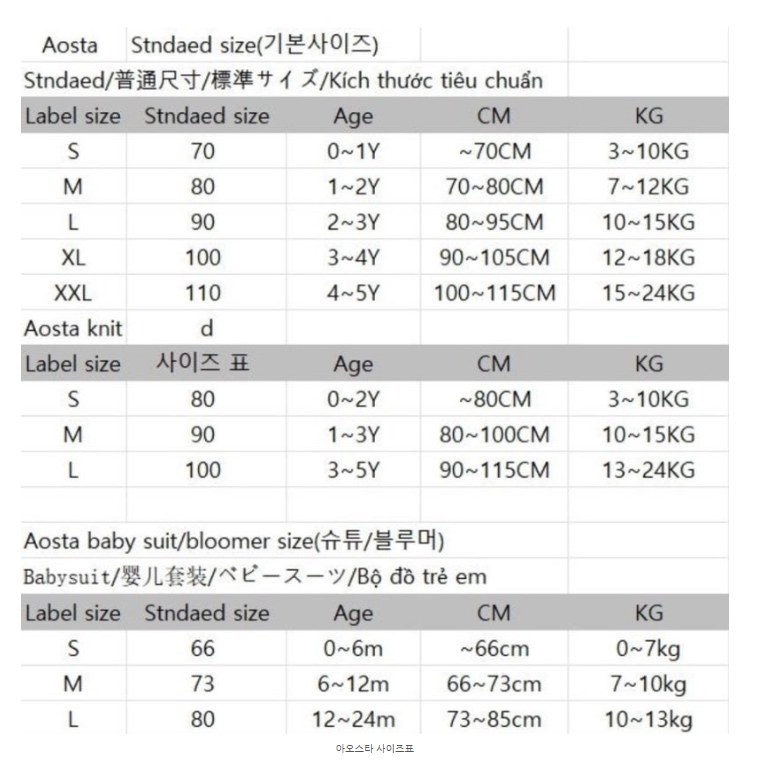 Aosta Stndaed size(기본사이즈)
Stndaed/普通尺寸/標準サイズ/Kích thước tiêu chuẩn
Label size Stndaed size Age CM KG
S 70 0~1Y ~70CM 3~10KG
M 80 1~2Y 70~80CM 7~12KG
L 90 2~3Y 80~95CM 10~15KG
XL 100 3~4Y 90~105CM 12~18KG
XXL 110 4~5Y 100~115CM 15~24KG
Aosta knit d
Label size 사이즈 표 Age CM KG
S 80 0~2Y ~80CM 3~10KG
M 90 1~3Y 80~100CM 10~15KG
L 100 3~5Y 90~115CM 13~24KG
Aosta baby suit/bloomer size(슈튜/블루머)
Babysuit/婴儿套装/ベビースーツ/Bộ đồ trẻ em
Label size Stndaed size Age CM KG
S 66 0~6m ~66cm 0~7kg
M 73 6~12m 66~73cm 7~10kg
L 80 12~24m 73~85cm 10~13kg
아오스타 사이즈표